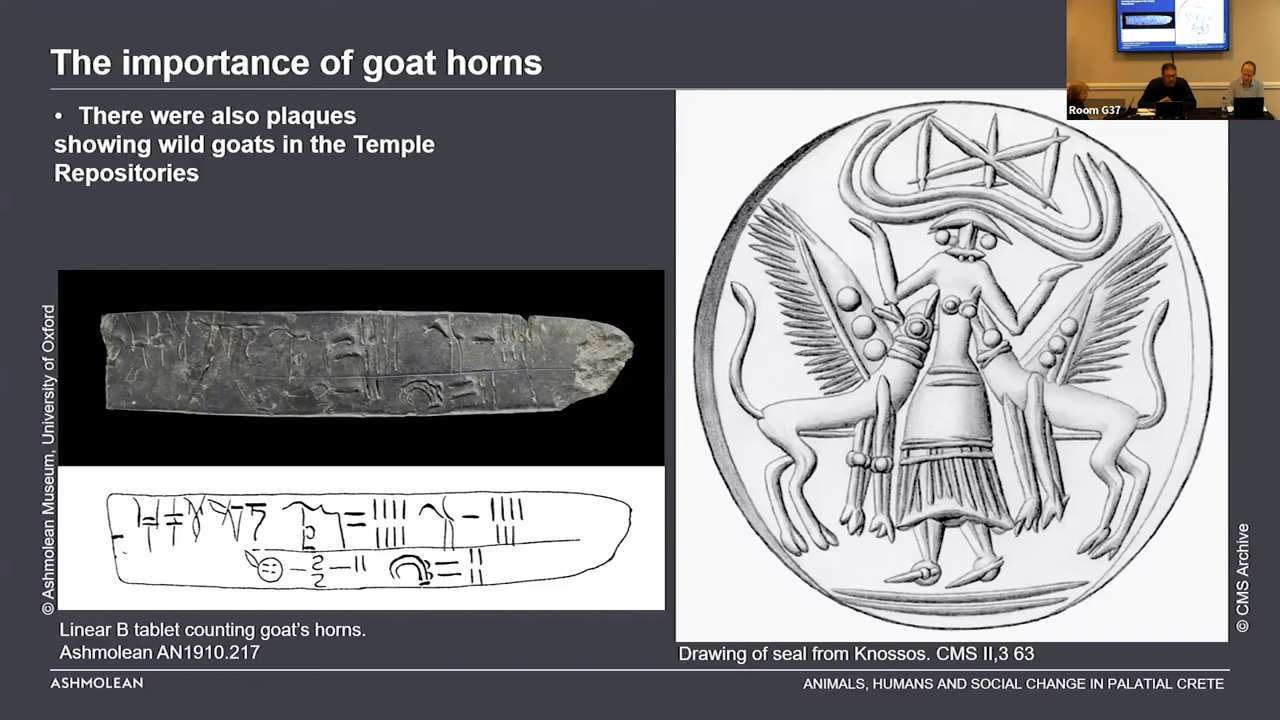 The importance of goat horns
• There were also plaques
showing wild goats in the Temple
Repositories
© Ashmolean Museum, University of Oxford
Linear B tablet counting goat's horns.
Ashmolean AN1910.217
Drawing of seal from Knossos. CMS II,3 63
© CMS Archive
ASHMOLEAN
ANIMALS, HUMANS AND SOCIAL CHANGE IN PALATIAL CRETE
Room G37